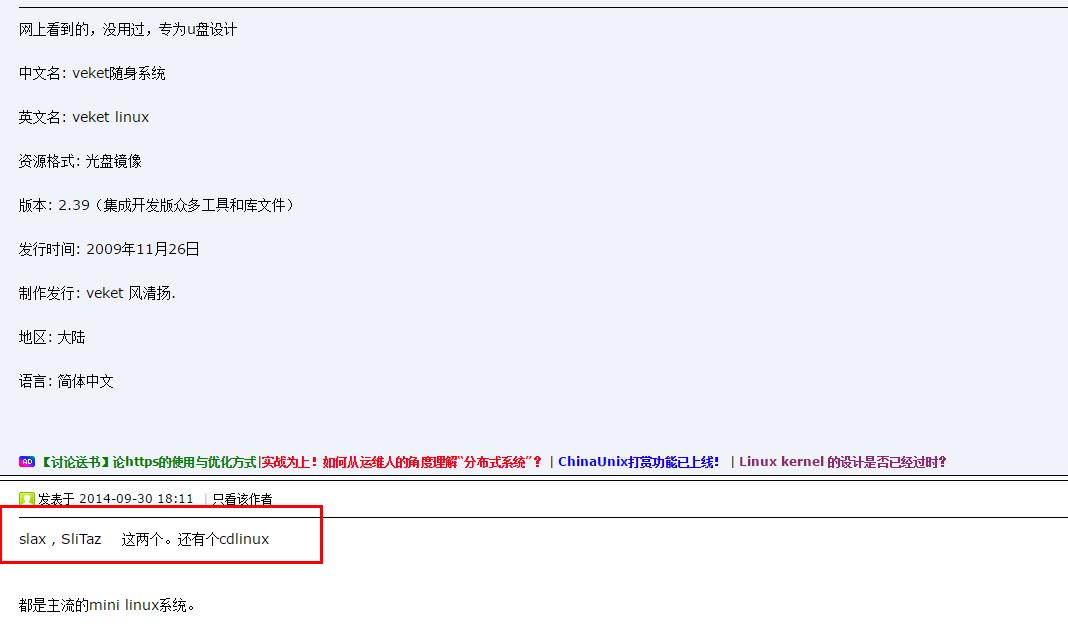 网上看到的，没用过，专为u盘设计
中文名：veket随身系统
英文名：veket linux
资源格式：光盘镜像
版本：2.39（集成开发版众多工具和库文件）
发行时间：2009年11月26日
制作发行：veket 风清扬.
地区：大陆
语言：简体中文
AD 【讨论送书】论https的使用与优化方式|实战为上！如何从运维人的角度理解“分布式系统”？ | ChinaUnix打赏功能已上线！ | Linux kernel 的设计是否已经过时？
发表于 2014-09-30 18:11 |只看该作者
slax , SliTaz 这两个。还有个cdlinux
都是主流的mini linux系统。